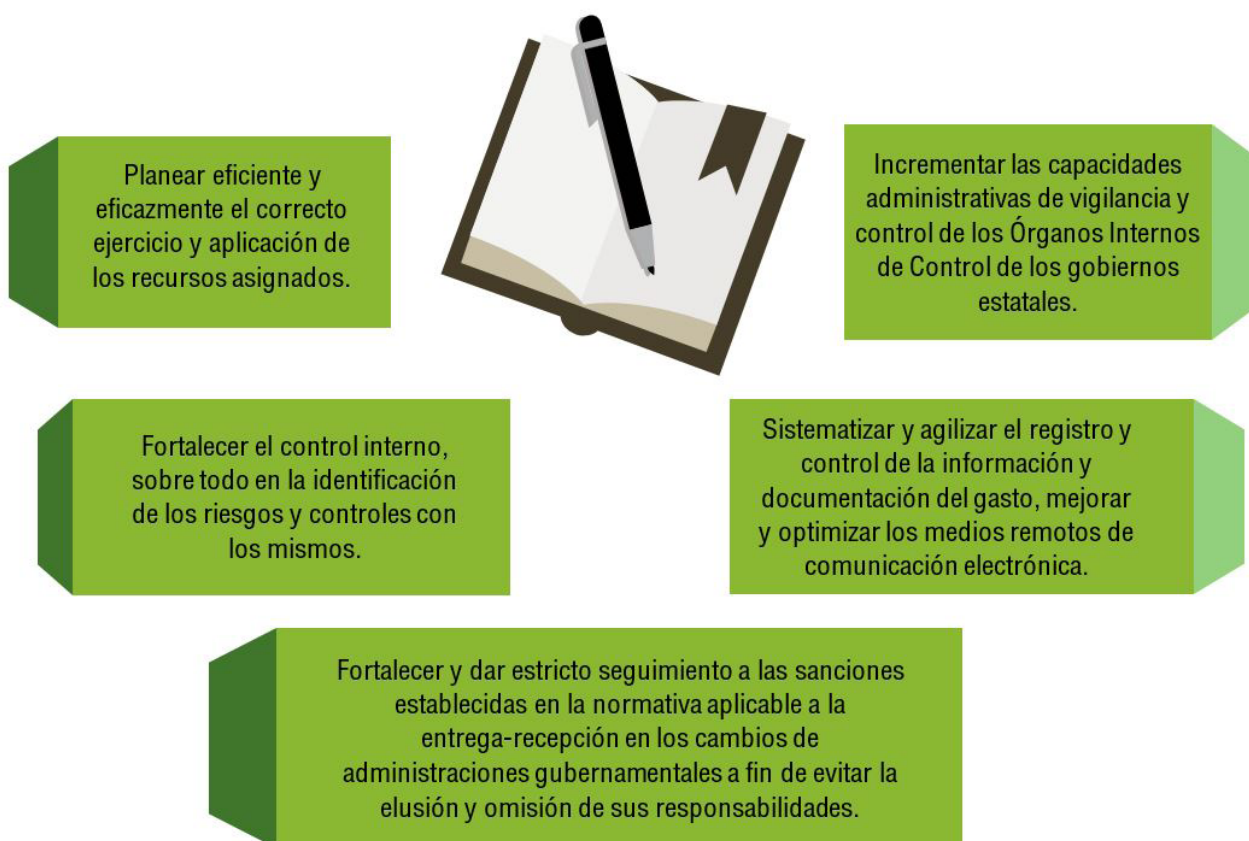 Planear eficiente y
eficazmente el correcto
ejercicio y aplicación de
los recursos asignados.
Incrementar las capacidades
administrativas de vigilancia y
control de los Órganos Internos
de Control de los gobiernos
estatales.
Fortalecer el control interno,
sobre todo en la identificación
de los riesgos y controles con
los mismos.
Sistematizar y agilizar el registro y
control de la información y
documentación del gasto, mejorar
y optimizar los medios remotos de
comunicación electrónica.
Fortalecer y dar estricto seguimiento a las sanciones
establecidas en la normativa aplicable a la
entrega-recepción en los cambios de
administraciones gubernamentales a fin de evitar la
elusión y omisión de sus responsabilidades.